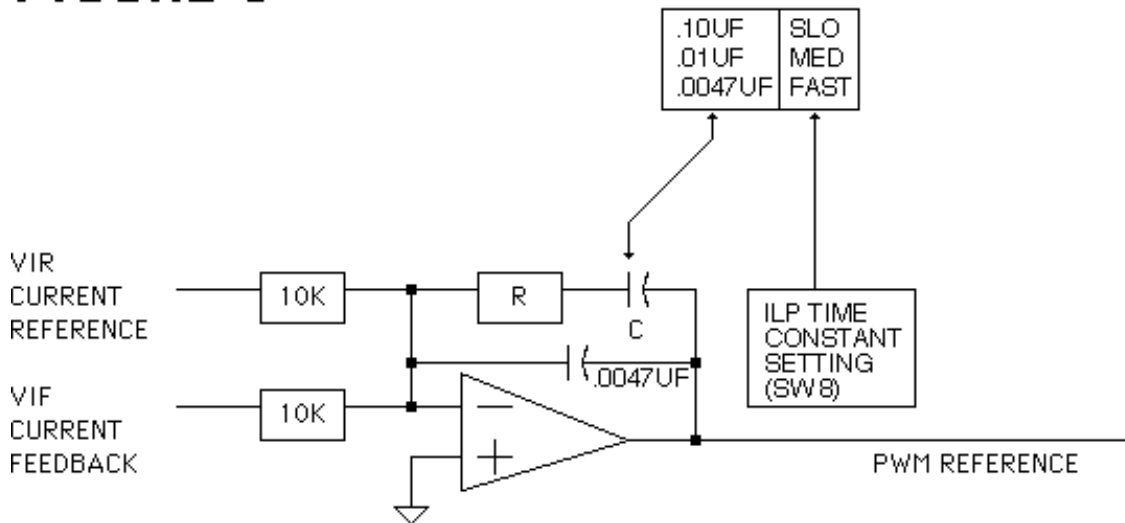 .10UF SLO
.01UF MED
.0047UF FAST
VIR
CURRENT
REFERENCE
10K
R
C
ILP TIME
CONSTANT
SETTING
(SW8)
.0047UF
VIF
CURRENT
FEEDBACK
10K
PWM REFERENCE